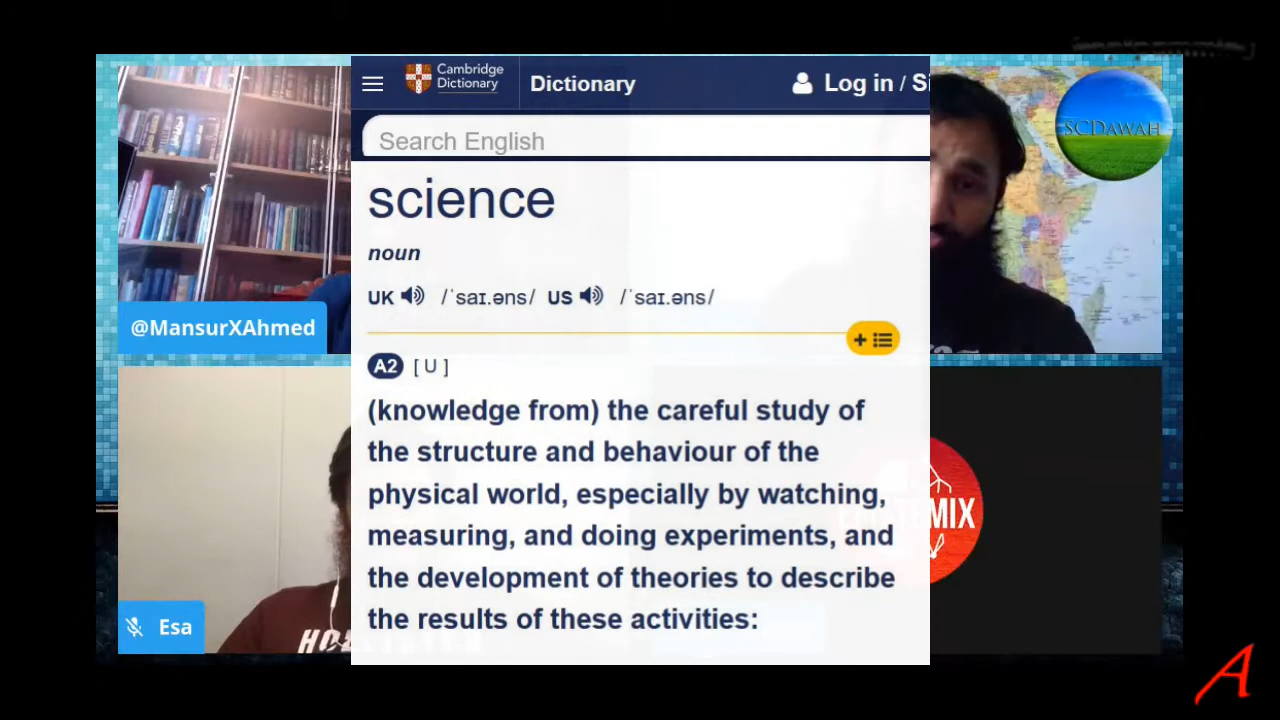 Cambridge
Dictionary
Dictionary
Log in / Si
Search English
SCDAWAH
science
noun
UK /ˈsaɪ.əns/ US /ˈsaɪ.əns/
@MansurXAhmed
A2 [ U ]
(knowledge from) the careful study of
the structure and behaviour of the
physical world, especially by watching,
measuring, and doing experiments, and
the development of theories to describe
the results of these activities:
MIX
Esa
A